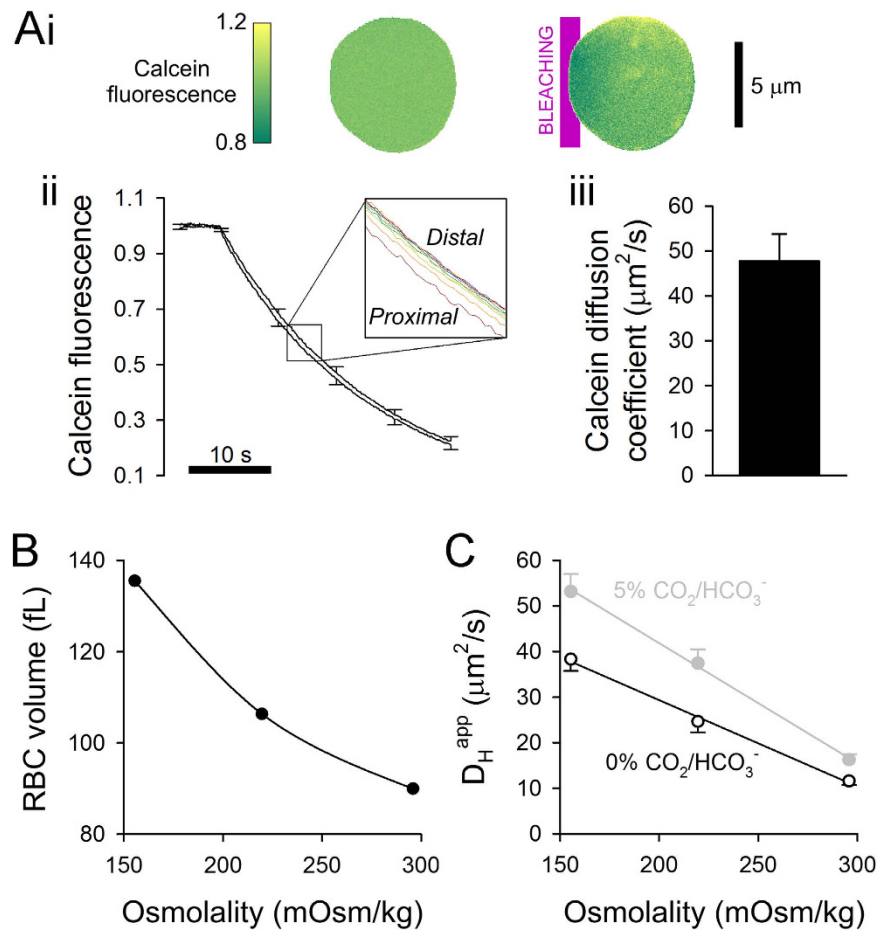 Ai
1.2
Calcein
fluorescence
0.8
BLEACHING
5 μm
ii
Calcein fluorescence
1.1
0.9
0.7
0.5
0.3
0.1
Distal
Proximal
10 s
iii
Calcein diffusion
coefficient (μm²/s)
60
50
40
30
20
10
0
B
RBC volume (fL)
140
120
100
80
150 200 250 300
Osmolality (mOsm/kg)
C
D_H^app (μm²/s)
60
50
40
30
20
10
0
5% CO₂/HCO₃⁻
0% CO₂/HCO₃⁻
150 200 250 300
Osmolality (mOsm/kg)